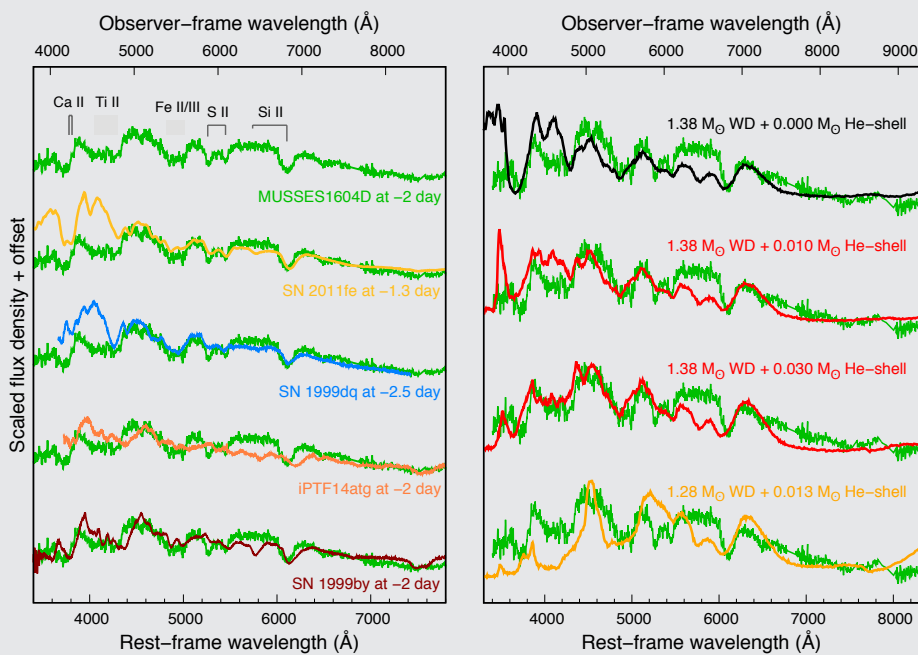 Observer−frame wavelength (Å)
4000 5000 6000 7000 8000
Ca II Ti II Fe II/III S II Si II
MUSSES1604D at −2 day
SN 2011fe at −1.3 day
SN 1999dq at −2.5 day
iPTF14atg at −2 day
SN 1999by at −2 day
Scaled flux density + offset
4000 5000 6000 7000
Rest−frame wavelength (Å)
Observer−frame wavelength (Å)
4000 5000 6000 7000 8000 9000
1.38 M⊙ WD + 0.000 M⊙ He−shell
1.38 M⊙ WD + 0.010 M⊙ He−shell
1.38 M⊙ WD + 0.030 M⊙ He−shell
1.28 M⊙ WD + 0.013 M⊙ He−shell
4000 5000 6000 7000 8000
Rest−frame wavelength (Å)